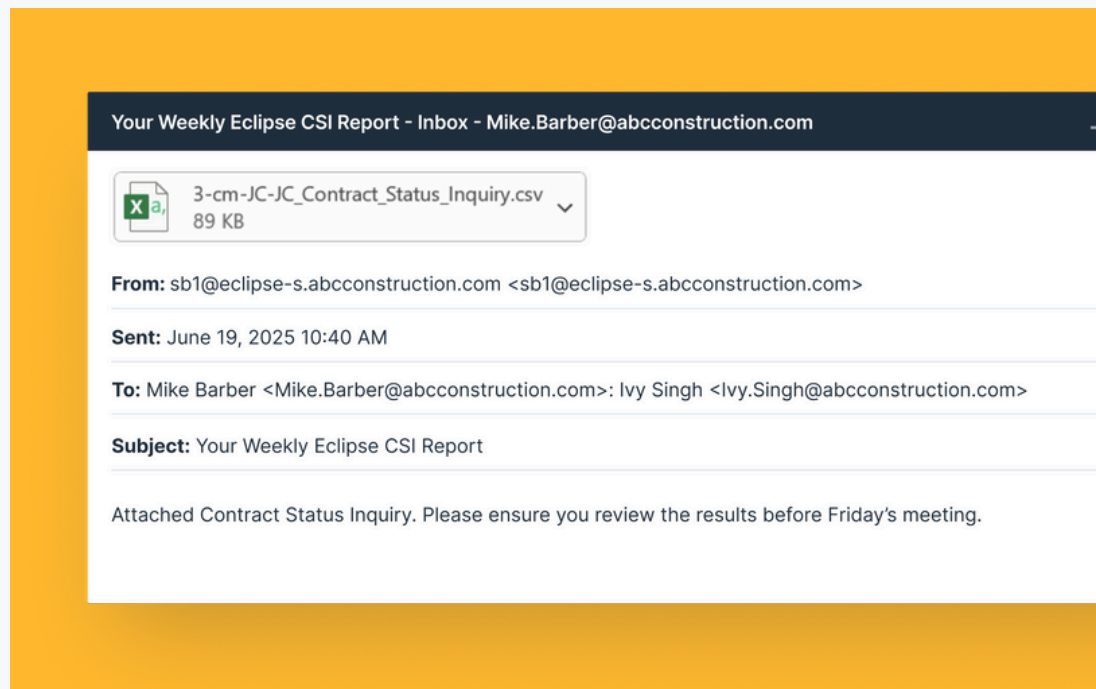 Your Weekly Eclipse CSI Report - Inbox - Mike.Barber@abcconstruction.com
3-cm-JC-JC_Contract_Status_Inquiry.csv
89 KB
From: sb1@eclipse-s.abcconstruction.com <sb1@eclipse-s.abcconstruction.com>
Sent: June 19, 2025 10:40 AM
To: Mike Barber <Mike.Barber@abcconstruction.com>: Ivy Singh <Ivy.Singh@abcconstruction.com>
Subject: Your Weekly Eclipse CSI Report
Attached Contract Status Inquiry. Please ensure you review the results before Friday’s meeting.